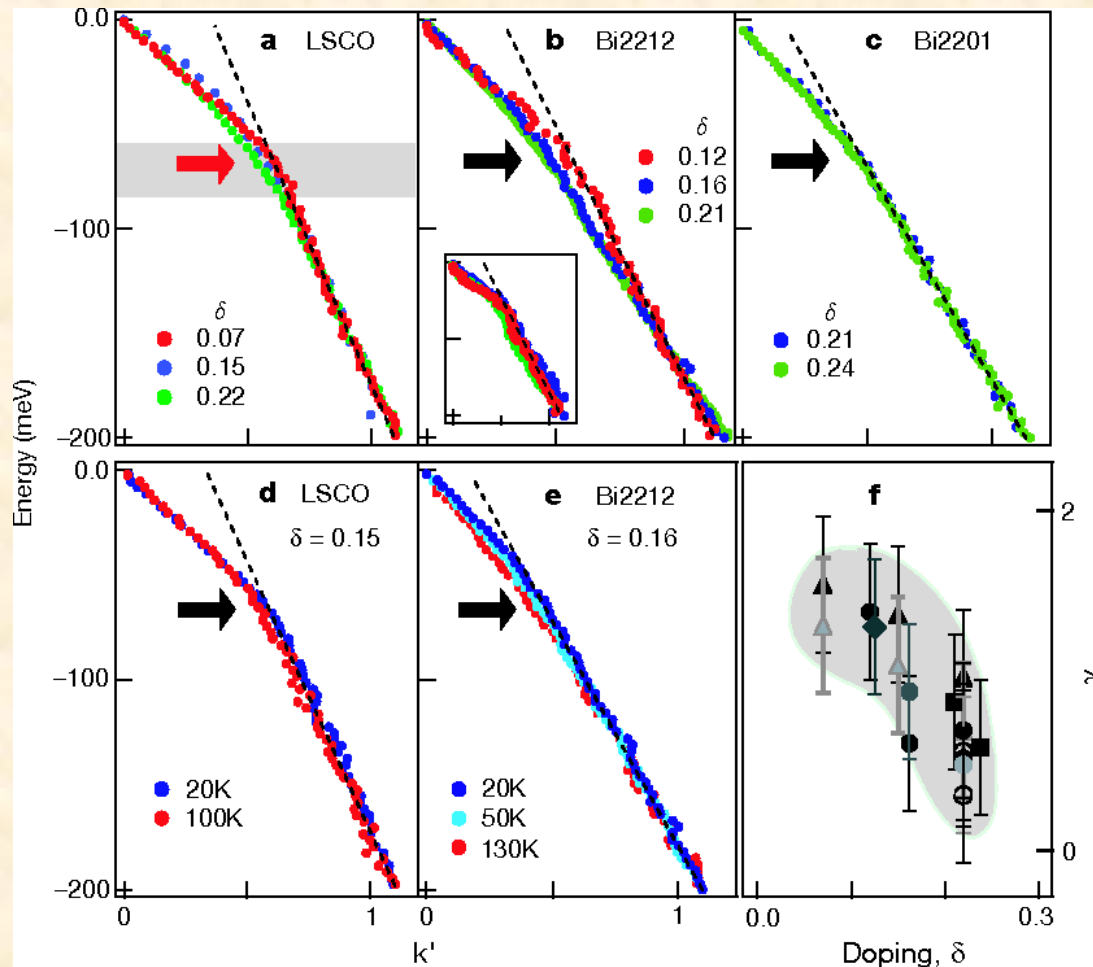 0.0
Energy (meV)
a LSCO
δ
0.07
0.15
0.22
−100
−200
b Bi2212
δ
0.12
0.16
0.21
c Bi2201
δ
0.21
0.24
0.0
d LSCO
δ = 0.15
20K
100K
−100
−200
0
1
e Bi2212
δ = 0.16
20K
50K
130K
0
1
k'
f
2
0
0.0
0.3
Doping, δ